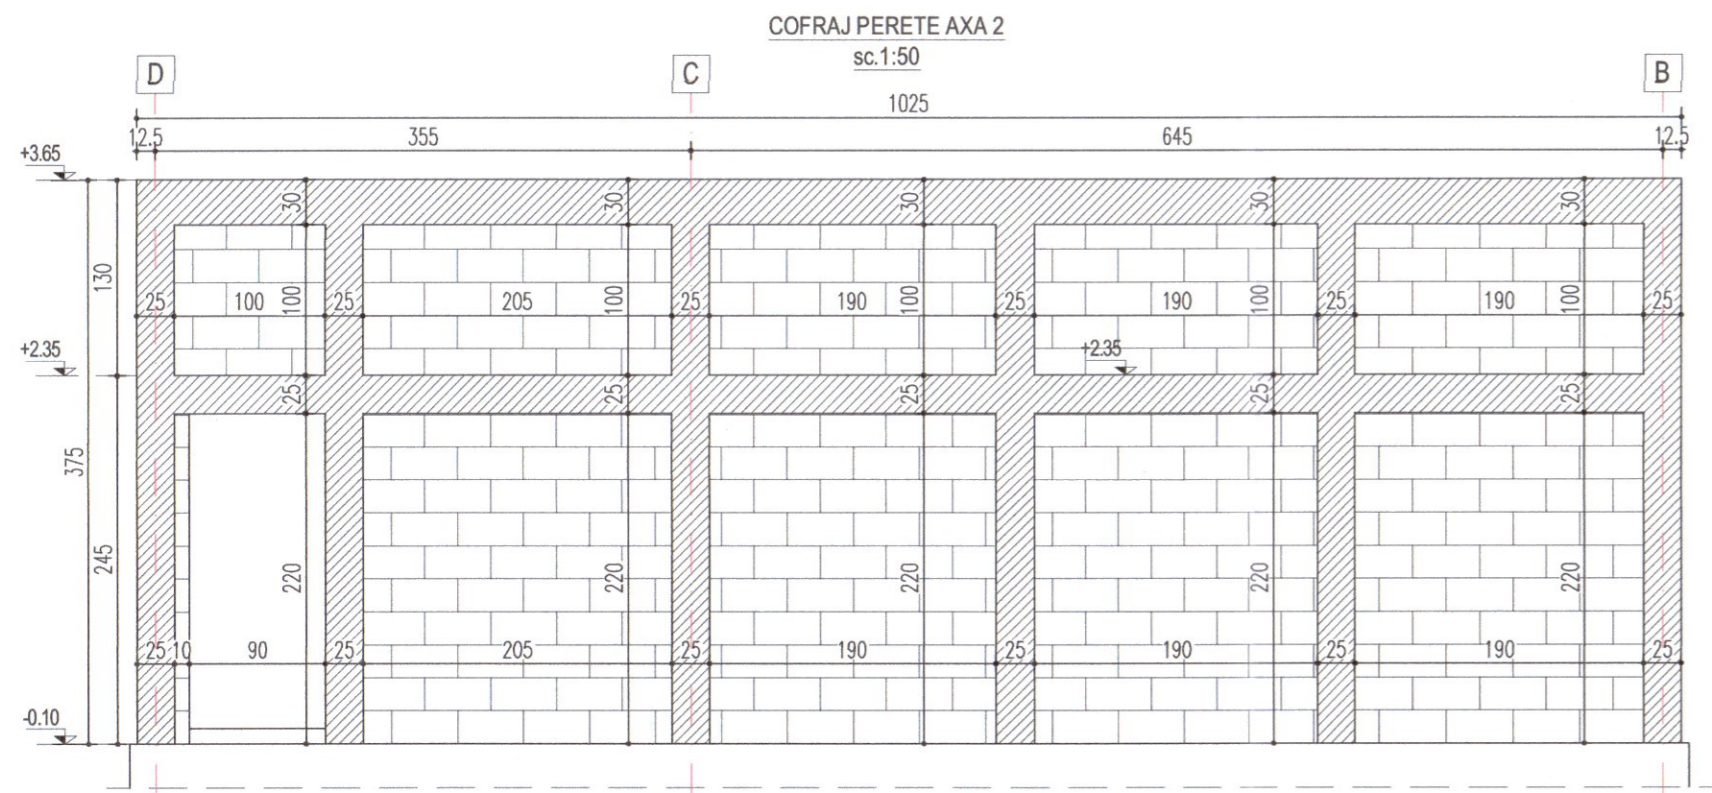 COFRAJ PERETE AXA 2
sc.1:50
D C B
1025
12.5 355 645 12.5
+3.65
30 30 30 30 30
130
25 100 100 25 205 100 25 190 100 25 190 100 25 190 100 25
+2.35
+2.35
25 25 25 25 25
375
245
220 220 220 220 220
25 10 90 25 205 25 190 25 190 25 190 25
-0.10